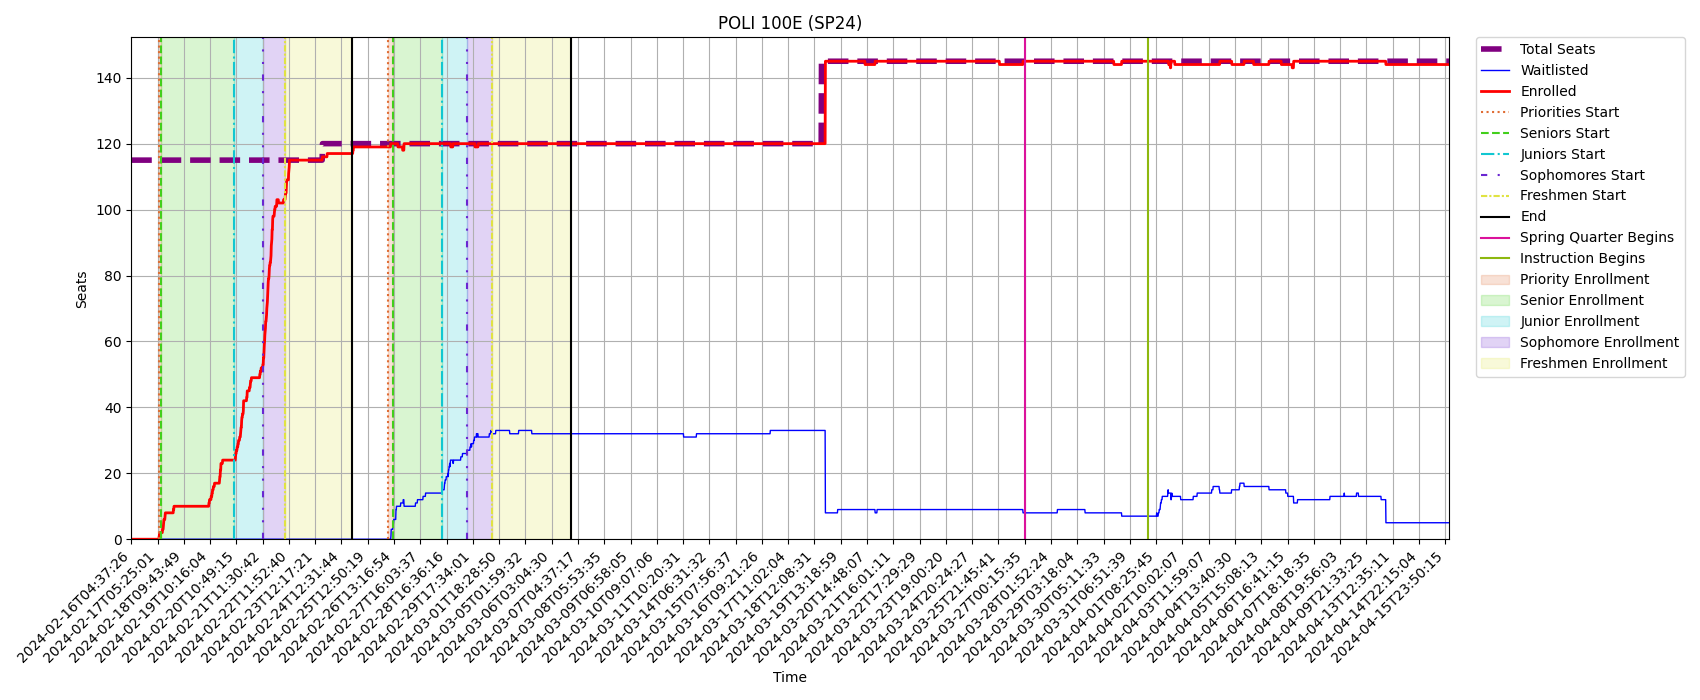 POLI 100E (SP24)
Seats
140
120
100
80
60
40
20
0
2024-02-16T04:37:26
2024-02-17T05:25:01
2024-02-18T09:43:49
2024-02-19T10:16:04
2024-02-20T10:49:15
2024-02-21T11:30:42
2024-02-22T11:52:40
2024-02-23T12:17:21
2024-02-24T12:31:44
2024-02-25T12:50:19
2024-02-26T13:16:54
2024-02-27T16:03:37
2024-02-28T16:36:16
2024-02-29T17:34:01
2024-03-01T18:28:50
2024-03-05T01:59:32
2024-03-06T03:04:30
2024-03-07T04:37:17
2024-03-08T05:53:35
2024-03-09T06:58:05
2024-03-10T09:07:06
2024-03-11T10:20:31
2024-03-14T06:31:32
2024-03-15T07:56:37
2024-03-16T09:21:26
2024-03-17T11:02:04
2024-03-18T12:08:31
2024-03-19T13:18:59
2024-03-20T14:48:07
2024-03-21T16:01:11
2024-03-22T17:29:29
2024-03-23T19:00:20
2024-03-24T20:24:27
2024-03-25T21:45:41
2024-03-27T00:15:35
2024-03-28T01:52:24
2024-03-29T03:18:04
2024-03-30T05:11:33
2024-03-31T06:51:39
2024-04-01T08:25:45
2024-04-02T10:02:07
2024-04-03T11:59:07
2024-04-04T13:40:30
2024-04-05T15:08:13
2024-04-06T16:41:15
2024-04-07T18:18:35
2024-04-08T19:56:03
2024-04-09T21:33:25
2024-04-13T12:35:11
2024-04-14T22:15:04
2024-04-15T23:50:15
Time
Total Seats
Waitlisted
Enrolled
Priorities Start
Seniors Start
Juniors Start
Sophomores Start
Freshmen Start
End
Spring Quarter Begins
Instruction Begins
Priority Enrollment
Senior Enrollment
Junior Enrollment
Sophomore Enrollment
Freshmen Enrollment